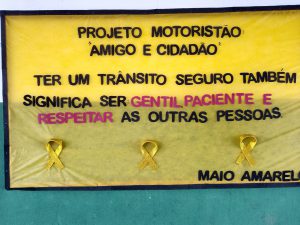 PROJETO MOTORISTÃO
"AMIGO E CIDADÃO"
TER UM TRÂNSITO SEGURO TAMBÉM
SIGNIFICA SER GENTIL, PACIENTE E
RESPEITAR AS OUTRAS PESSOAS.
MAIO AMARELO